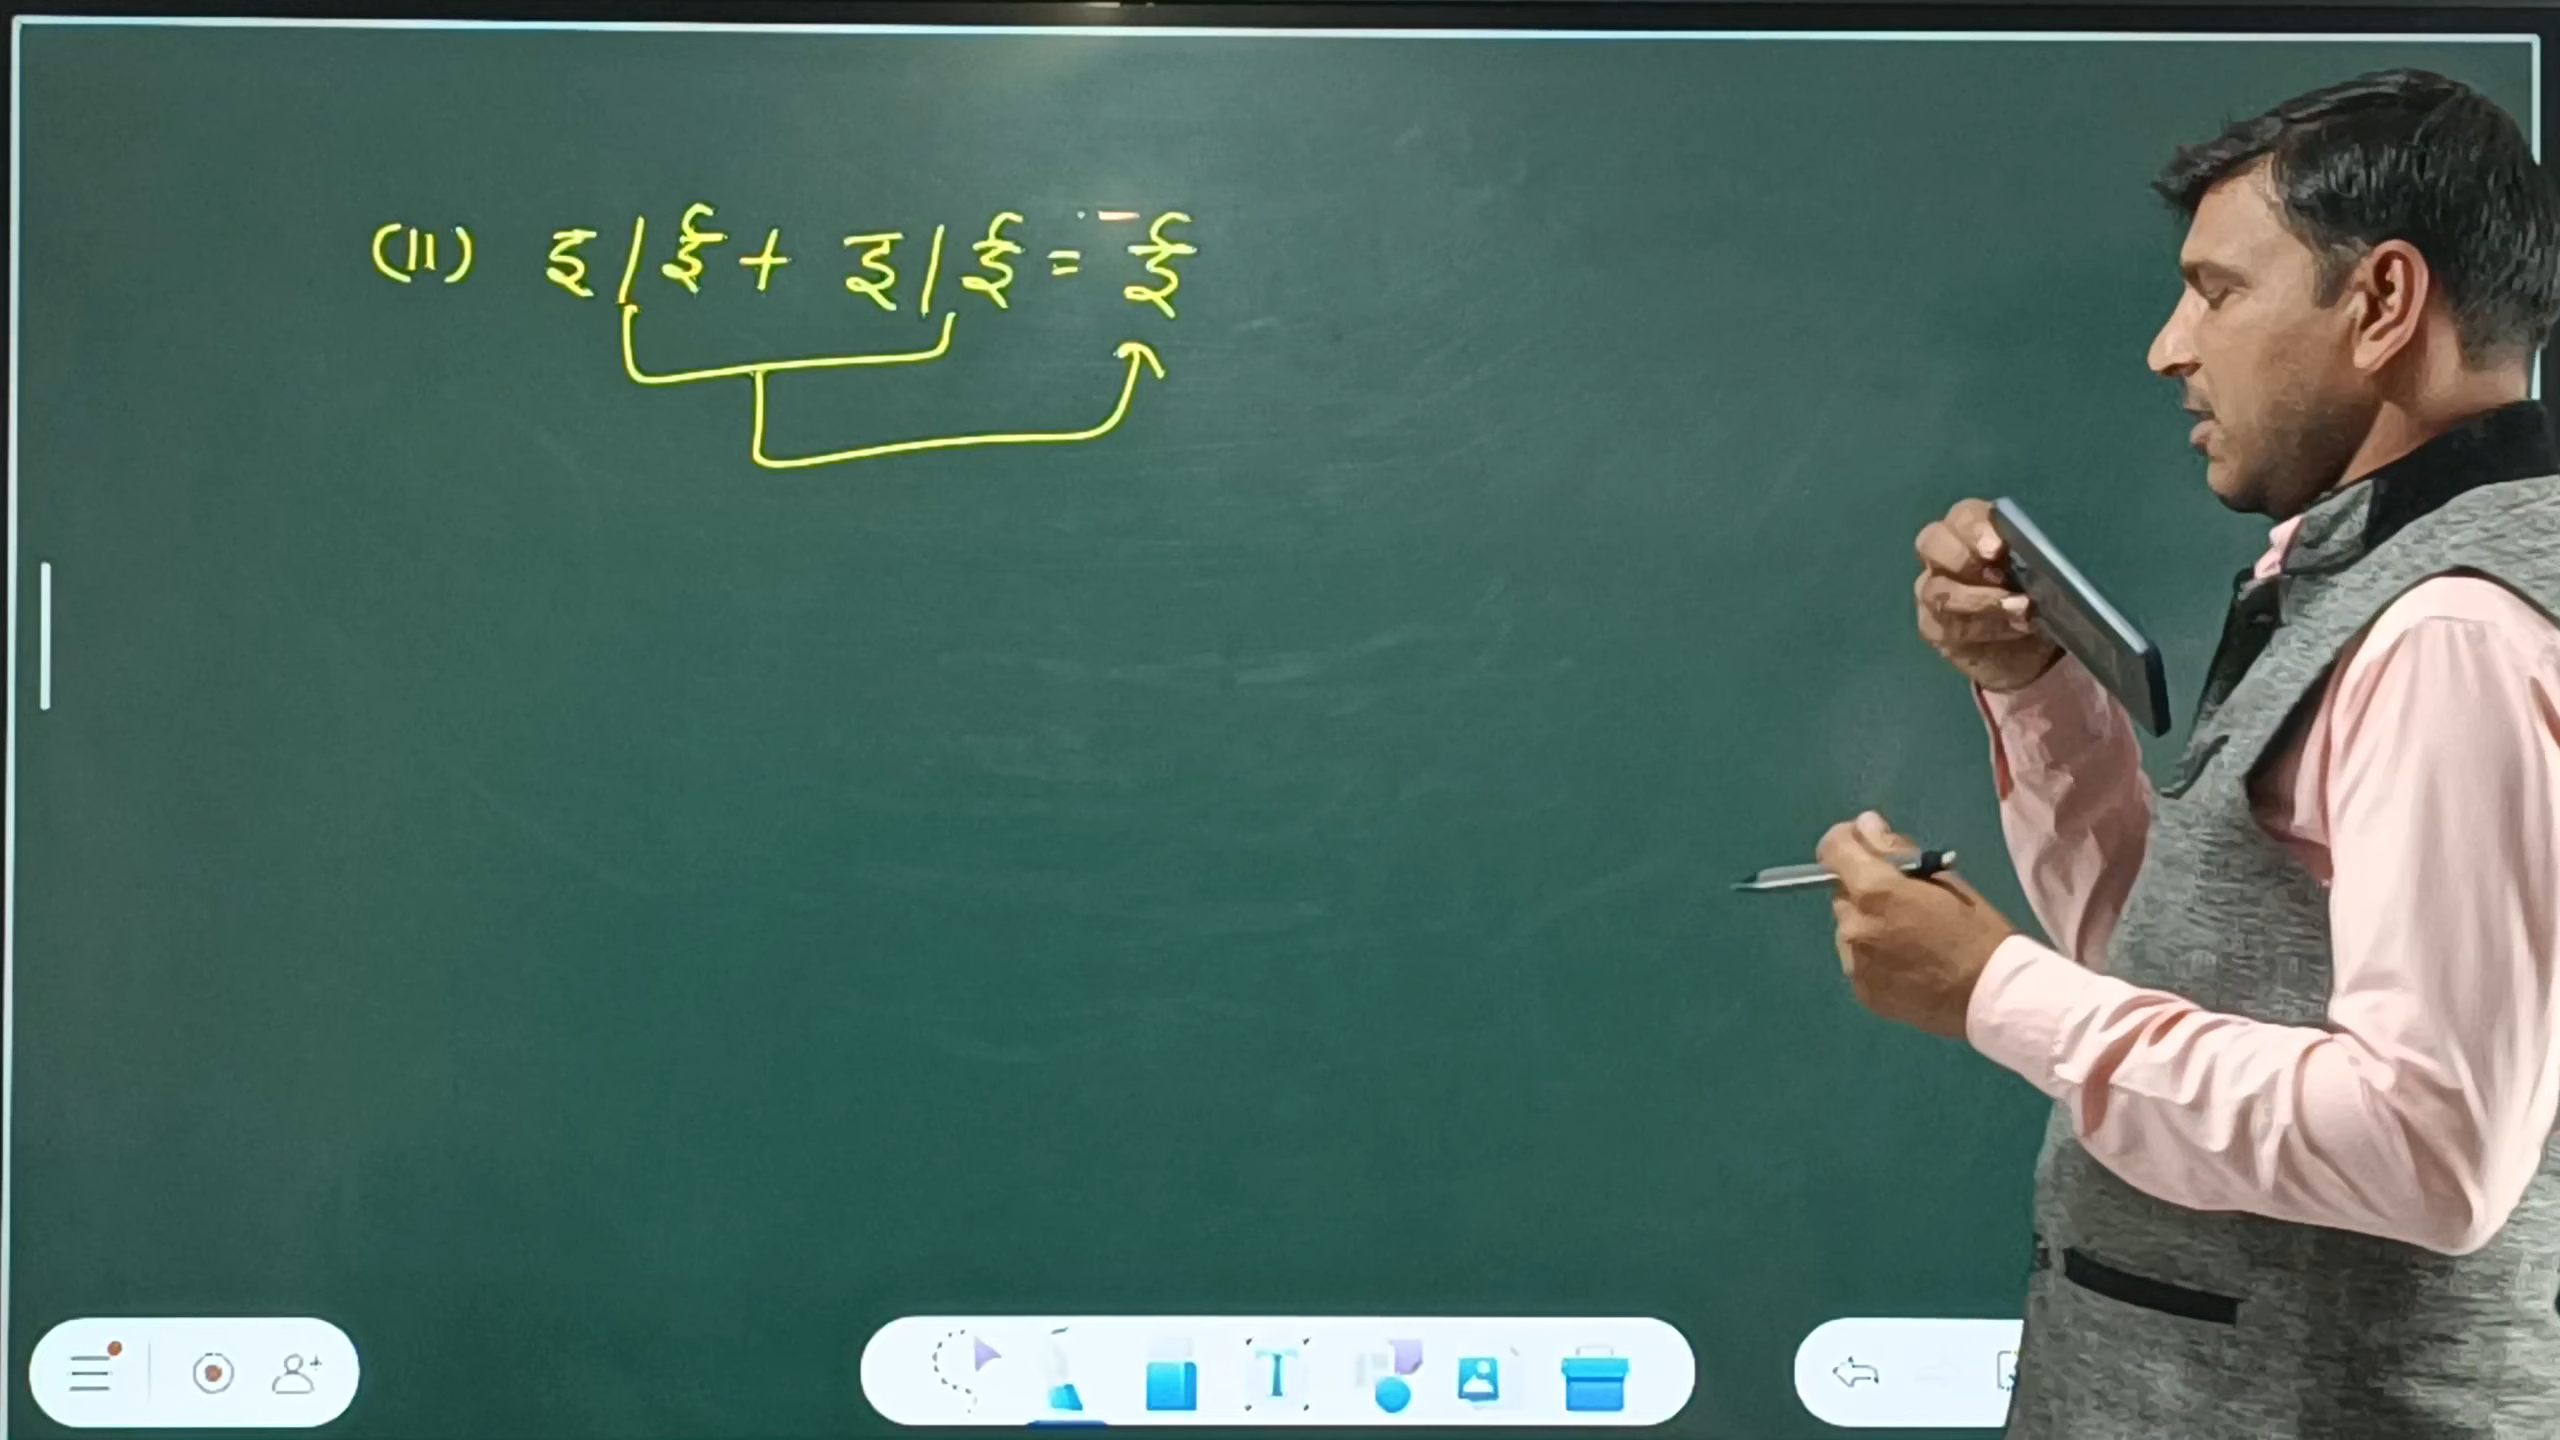 (II) इ | ई + इ | ई = ई